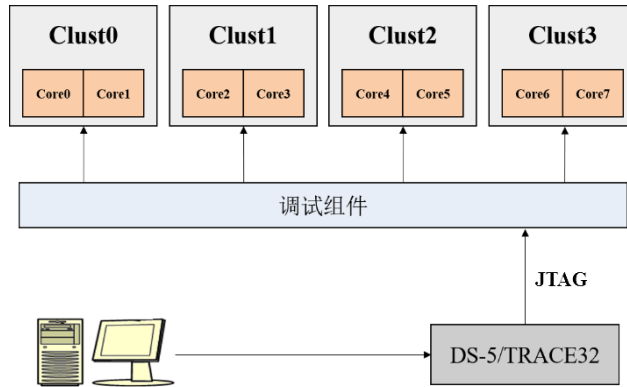 Clust0 Clust1 Clust2 Clust3
Core0 Core1 Core2 Core3 Core4 Core5 Core6 Core7
调试组件
JTAG
DS-5/TRACE32